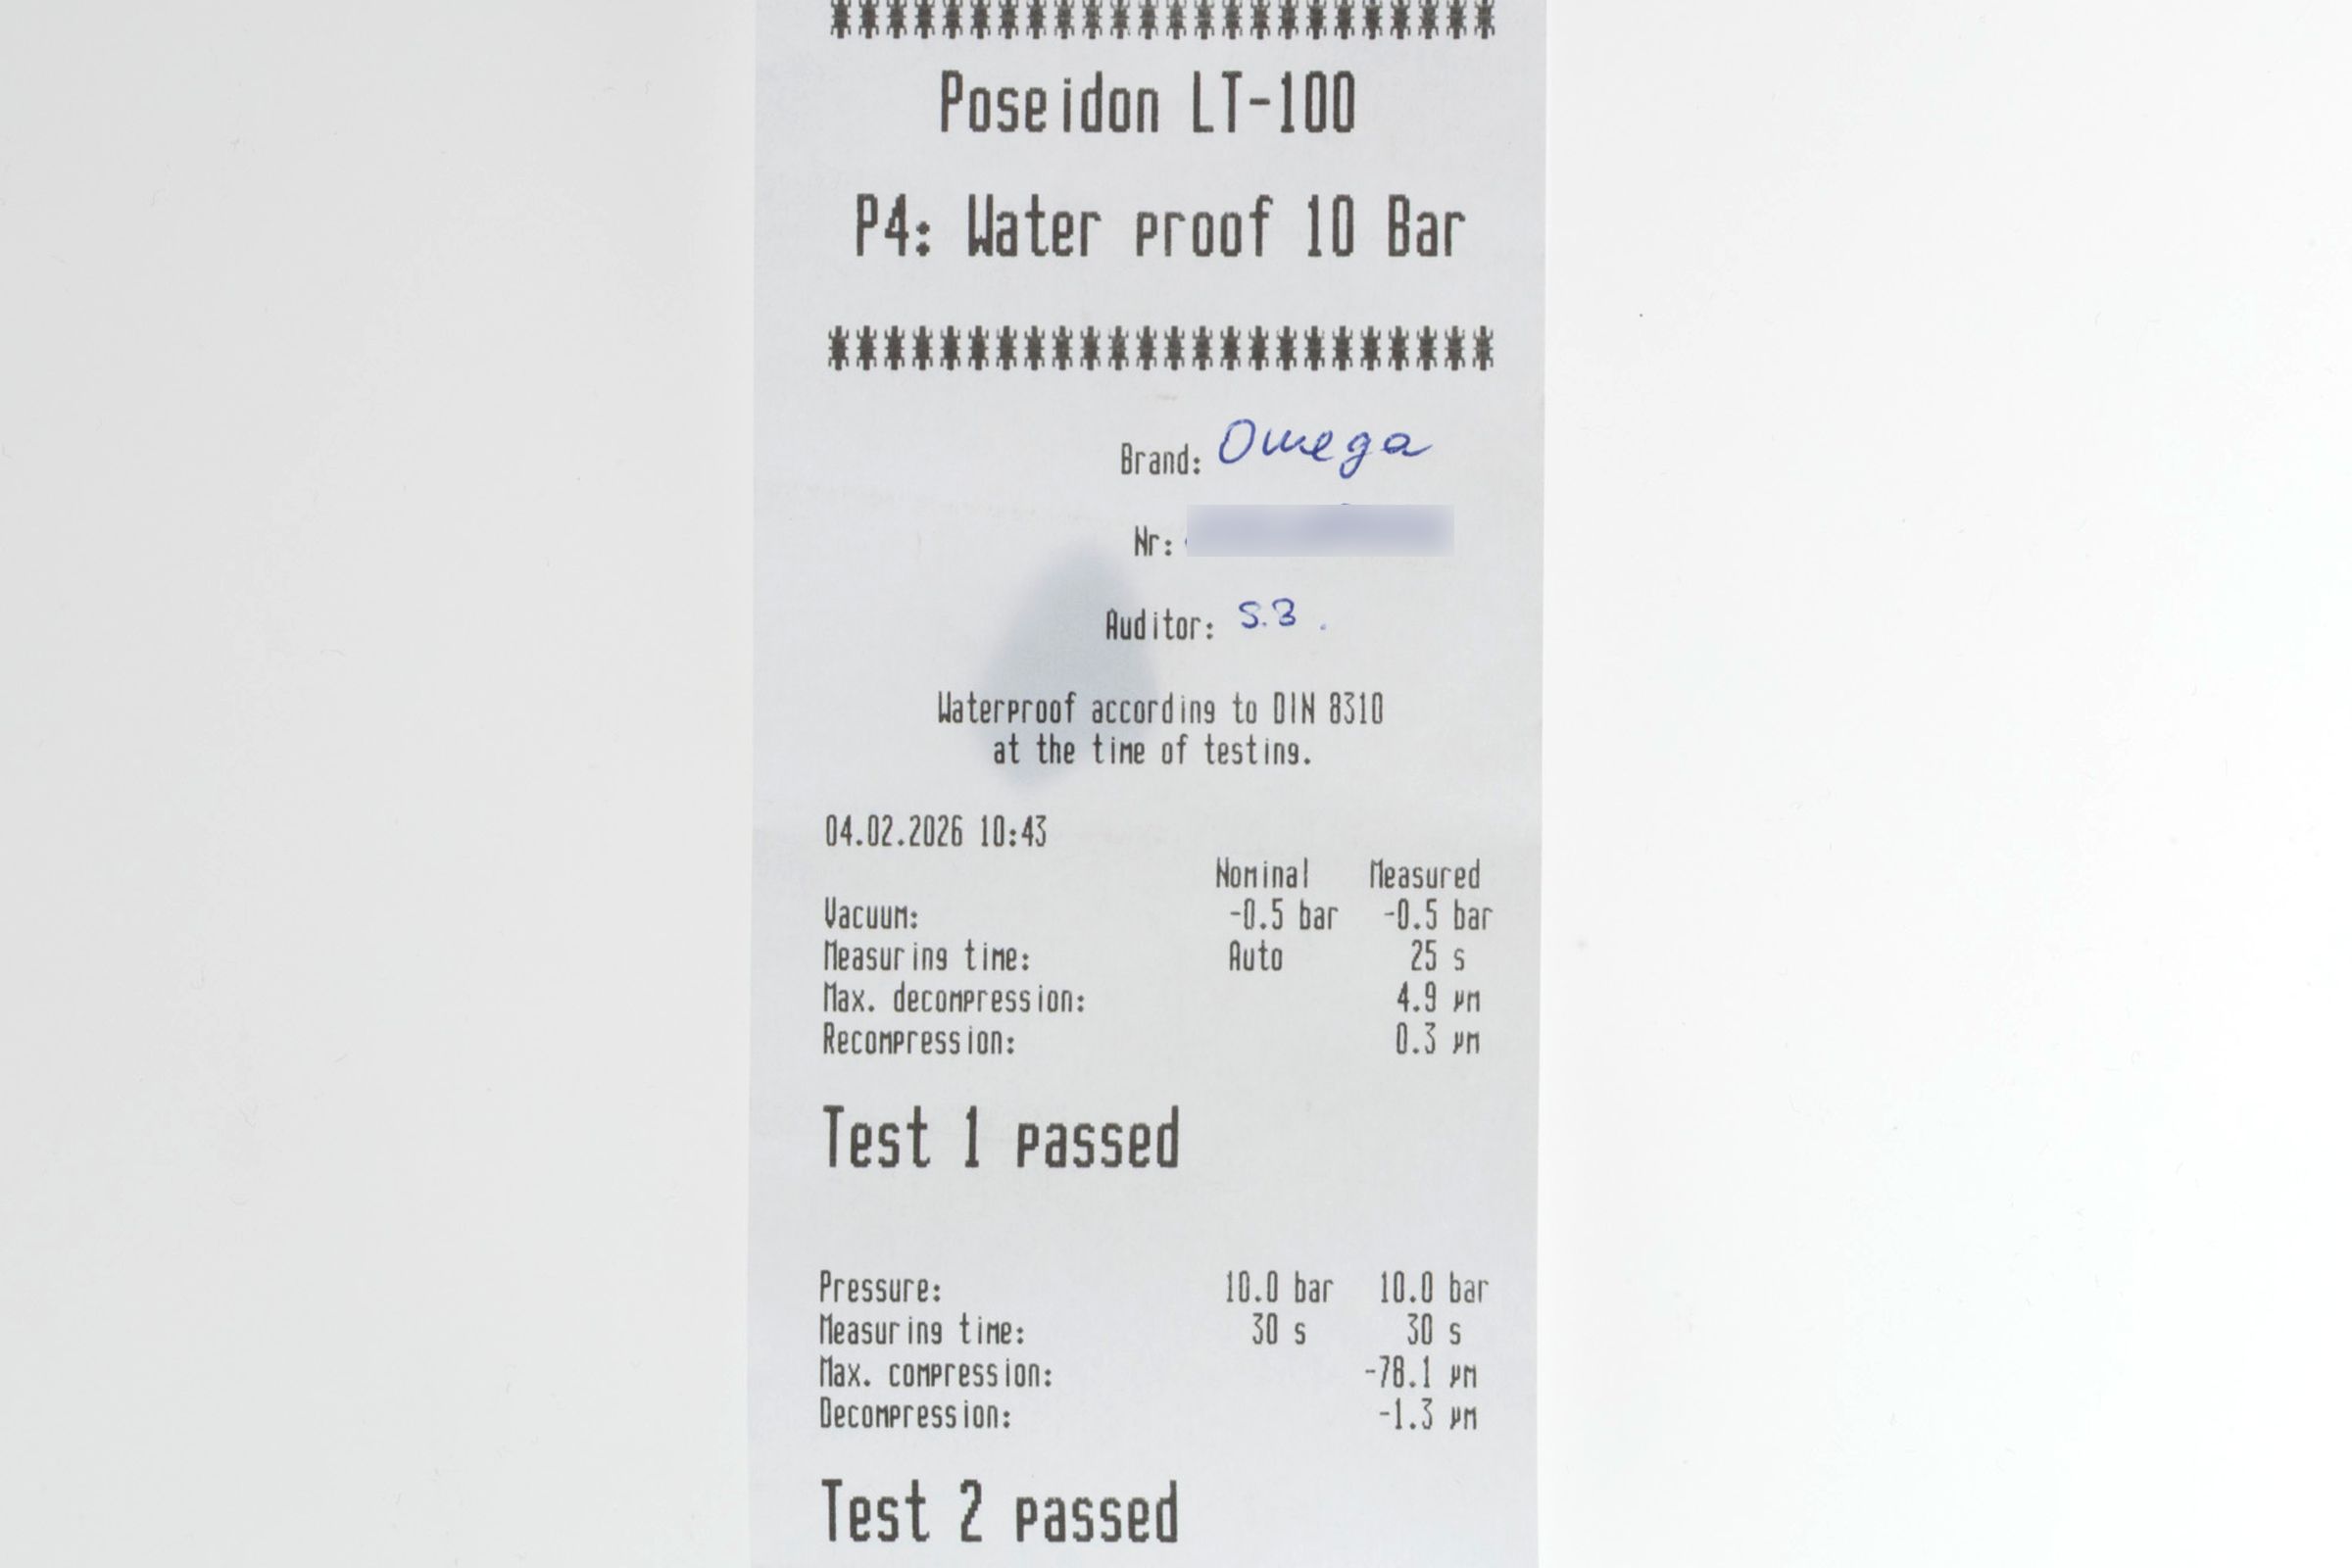 ************************
Poseidon LT-100
P4: Water proof 10 Bar
************************
Brand: Omega
Nr:
Auditor: S.B.
Waterproof according to DIN 8310
at the time of testing.
04.02.2026 10:43
Nominal Measured
Vacuum: -0.5 bar -0.5 bar
Measuring time: Auto 25 s
Max. decompression: 4.9 µm
Recompression: 0.3 µm
Test 1 passed
Pressure: 10.0 bar 10.0 bar
Measuring time: 30 s 30 s
Max. compression: -78.1 µm
Decompression: -1.3 µm
Test 2 passed